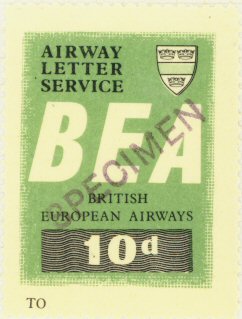 AIRWAY
LETTER
SERVICE
BEA
SPECIMEN
BRITISH
EUROPEAN AIRWAYS
10d
TO